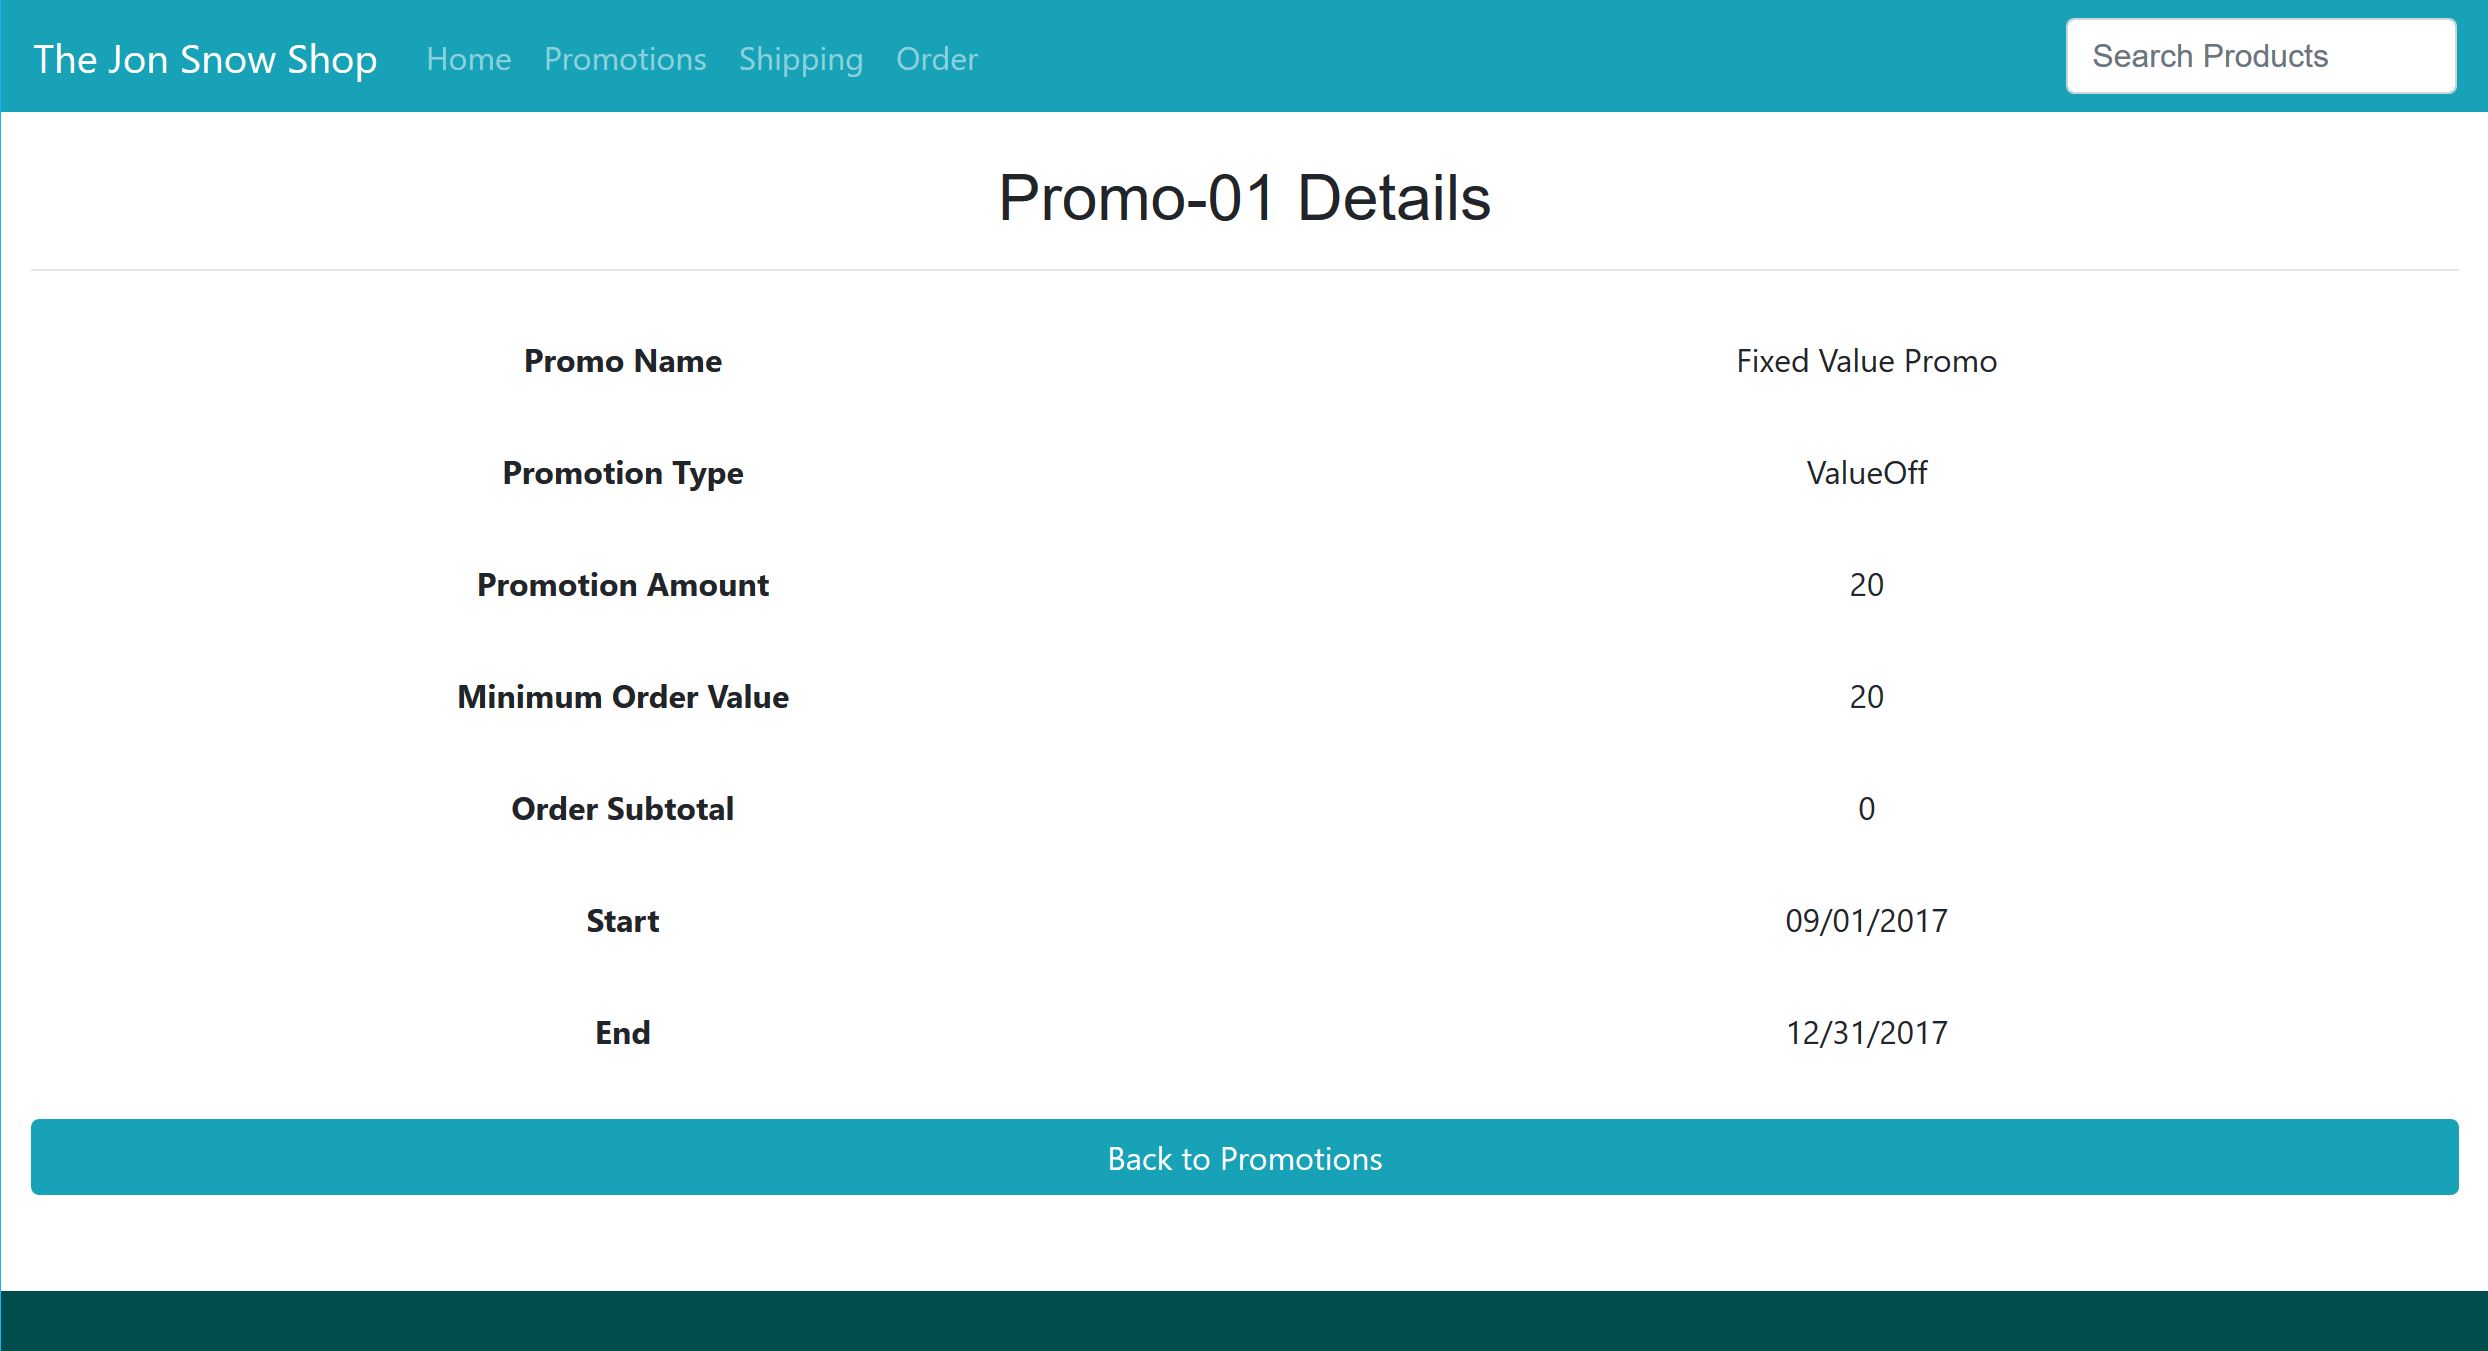 The Jon Snow Shop Home Promotions Shipping Order Search Products
Promo-01 Details
Promo Name Fixed Value Promo
Promotion Type ValueOff
Promotion Amount 20
Minimum Order Value 20
Order Subtotal 0
Start 09/01/2017
End 12/31/2017
Back to Promotions